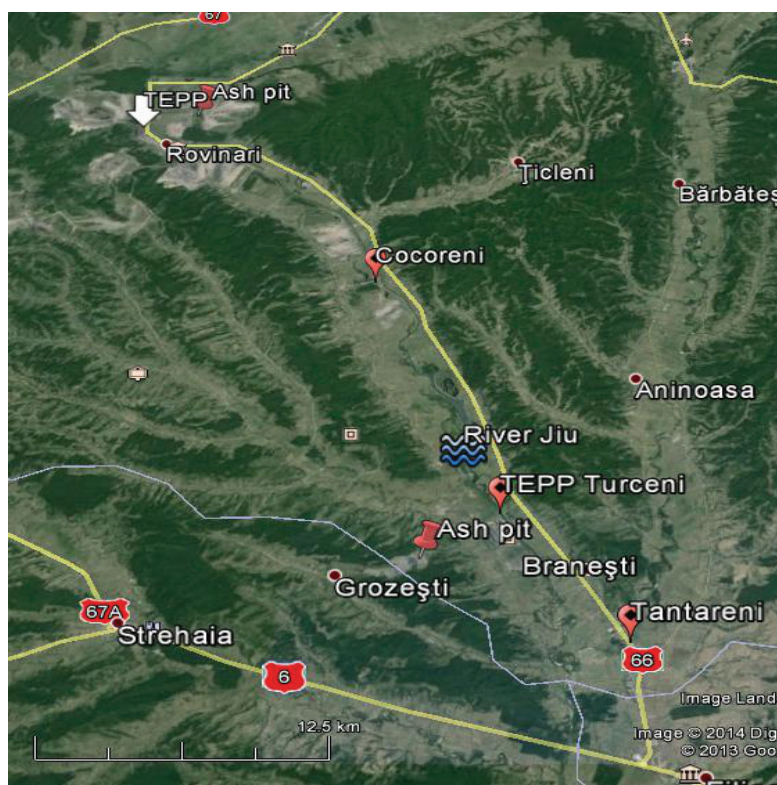 67
TEPP
Ash pit
Rovinari
Ţicleni
Bărbăteş
Cocoreni
Aninoasa
River Jiu
TEPP Turceni
Ash pit
Braneşti
Grozeşti
67A
Strehaia
Tantareni
66
6
Image Land
12.5 km
Image © 2014 Dig
© 2013 Goo